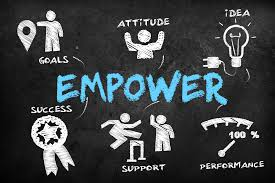 ATTITUDE
iDEA
GOALS
EMPOWER
SUCCESS
SUPPORT
100 %
PERFORMANCE